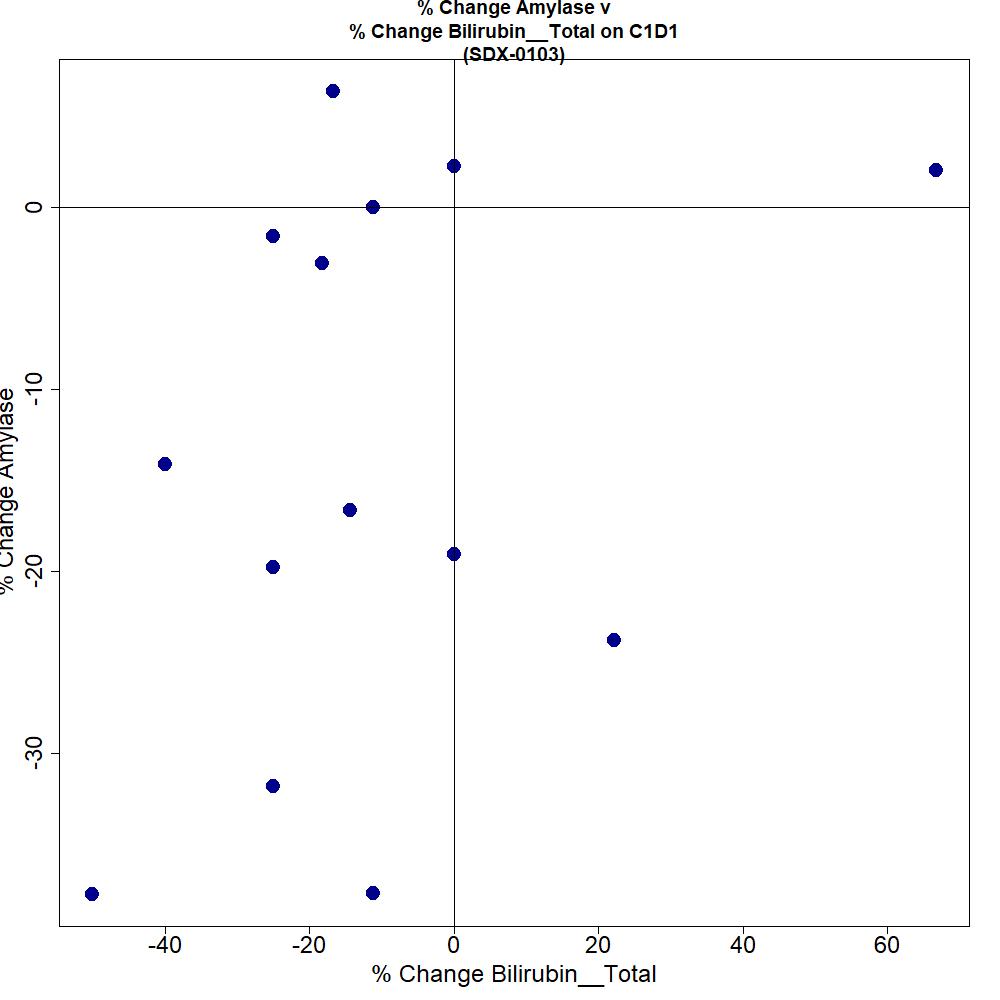 % Change Amylase v
% Change Bilirubin__Total on C1D1
(SDX-0103)
% Change Amylase
0
-10
-20
-30
-40
-20
0
20
40
60
% Change Bilirubin__Total